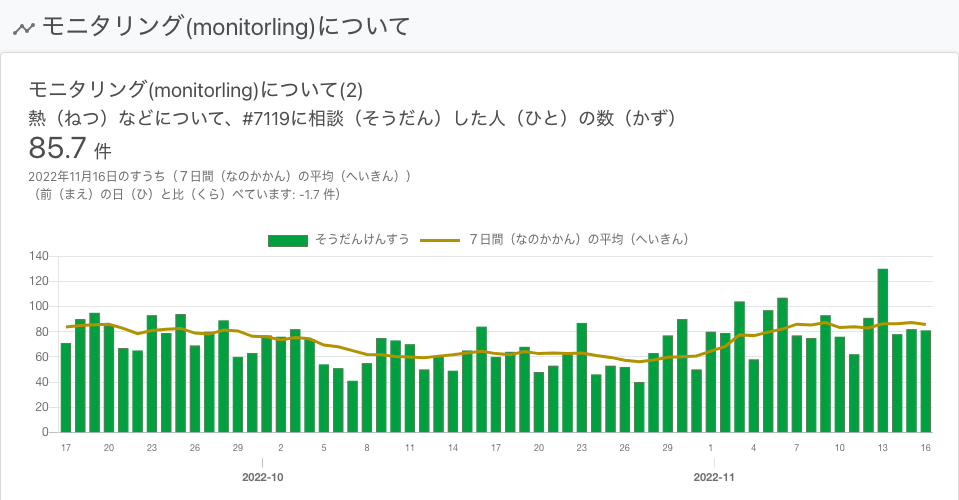 モニタリング(monitorling)について
モニタリング(monitorling)について(2)
熱（ねつ）などについて、#7119に相談（そうだん）した人（ひと）の数（かず）
85.7 件
2022年11月16日のすうち（７日間（なのかかん）の平均（へいきん））
（前（まえ）の日（ひ）と比（くら）べています: -1.7 件）
そうだんけんすう ７日間（なのかかん）の平均（へいきん）
140
120
100
80
60
40
20
0
17 20 23 26 29 2 5 8 11 14 17 20 23 26 29 1 4 7 10 13 16
2022-10 2022-11